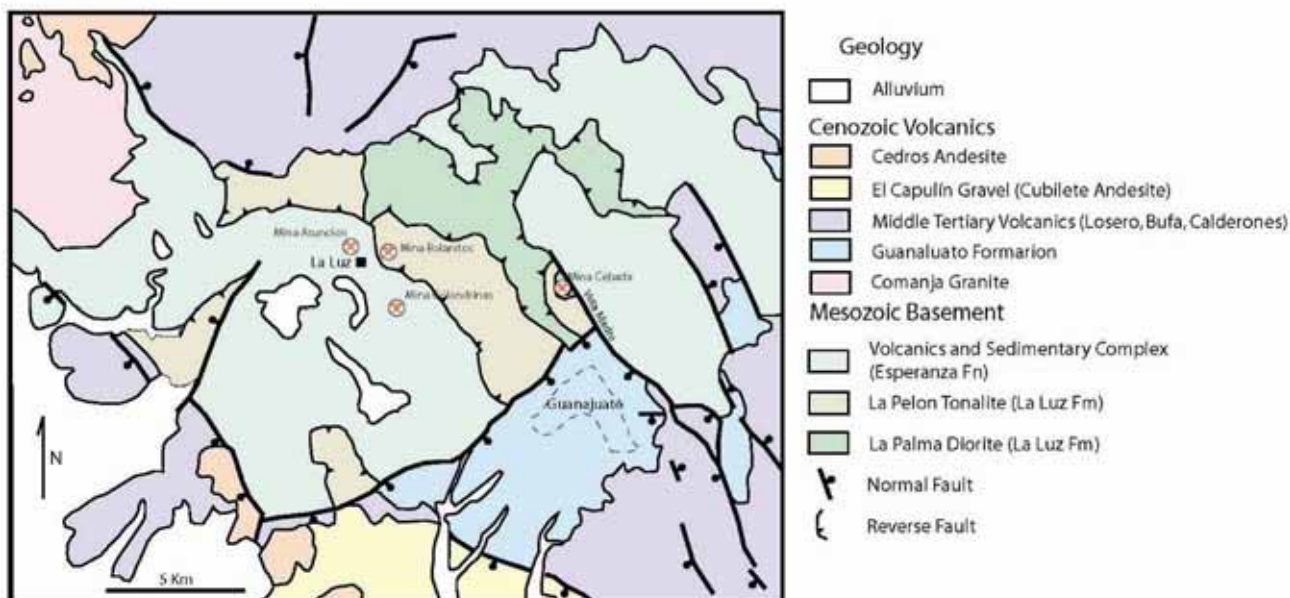 Mina Asuncios
La Luz
Mina Bolanitos
Mina Golondrinas
Mina Cebada
Veta Madre
Guanajuato
N
5 Km
Geology
Alluvium
Cenozoic Volcanics
Cedros Andesite
El Capulín Gravel (Cubilete Andesite)
Middle Tertiary Volcanics (Losero, Bufa, Calderones)
Guanaluato Formarion
Comanja Granite
Mesozoic Basement
Volcanics and Sedimentary Complex
(Esperanza Fn)
La Pelon Tonalite (La Luz Fm)
La Palma Diorite (La Luz Fm)
Normal Fault
Reverse Fault